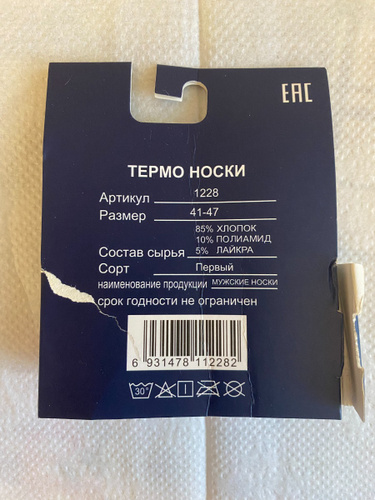 EAC
ТЕРМО НОСКИ
Артикул 1228
Размер 41-47
85% ХЛОПОК
10% ПОЛИАМИД
Состав сырья 5% ЛАЙКРА
Сорт Первый
наименование продукции МУЖСКИЕ НОСКИ
срок годности не ограничен
6 931478 112282
30°